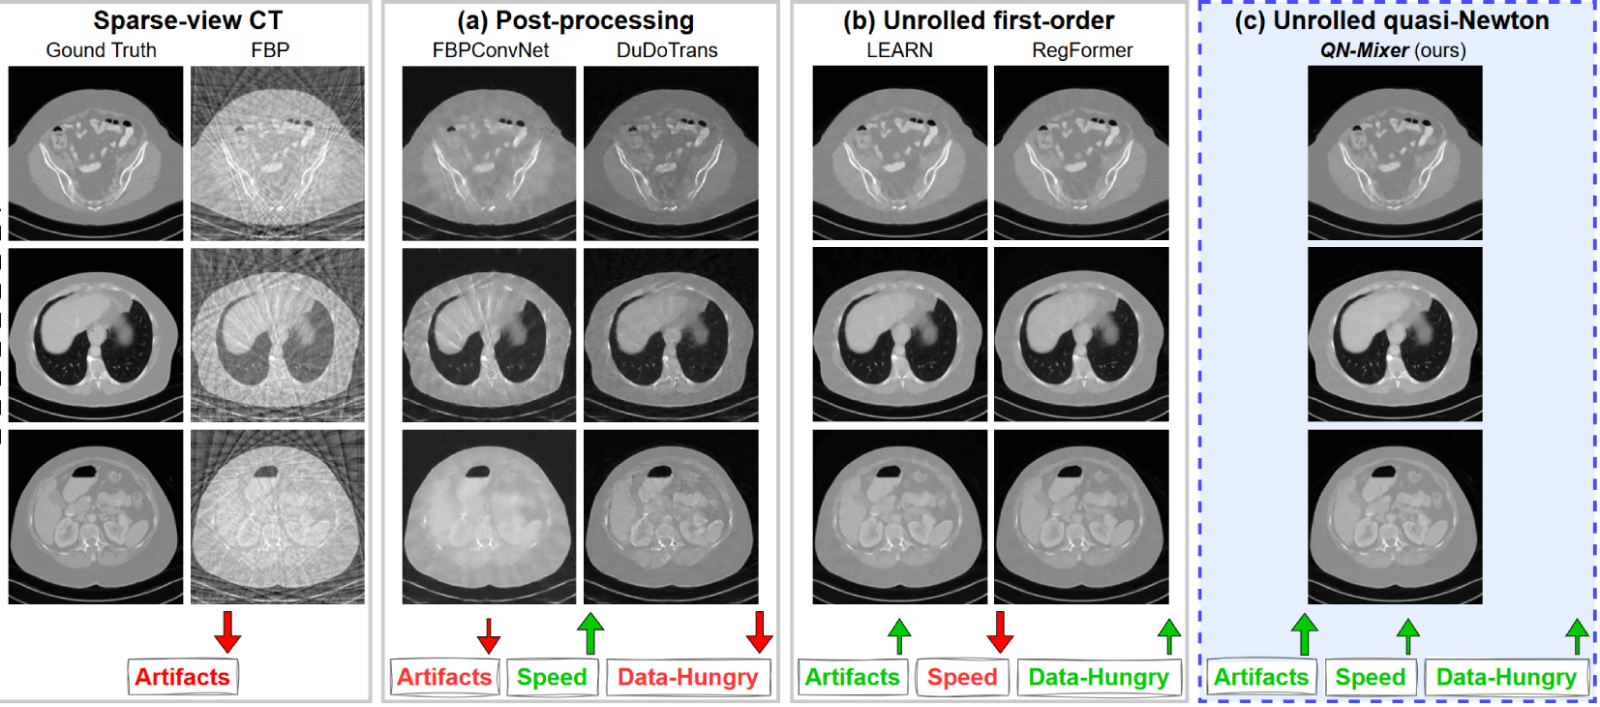 Sparse-view CT
Gound Truth FBP
Artifacts
(a) Post-processing
FBPConvNet DuDoTrans
Artifacts Speed Data-Hungry
(b) Unrolled first-order
LEARN RegFormer
Artifacts Speed Data-Hungry
(c) Unrolled quasi-Newton
QN-Mixer (ours)
Artifacts Speed Data-Hungry